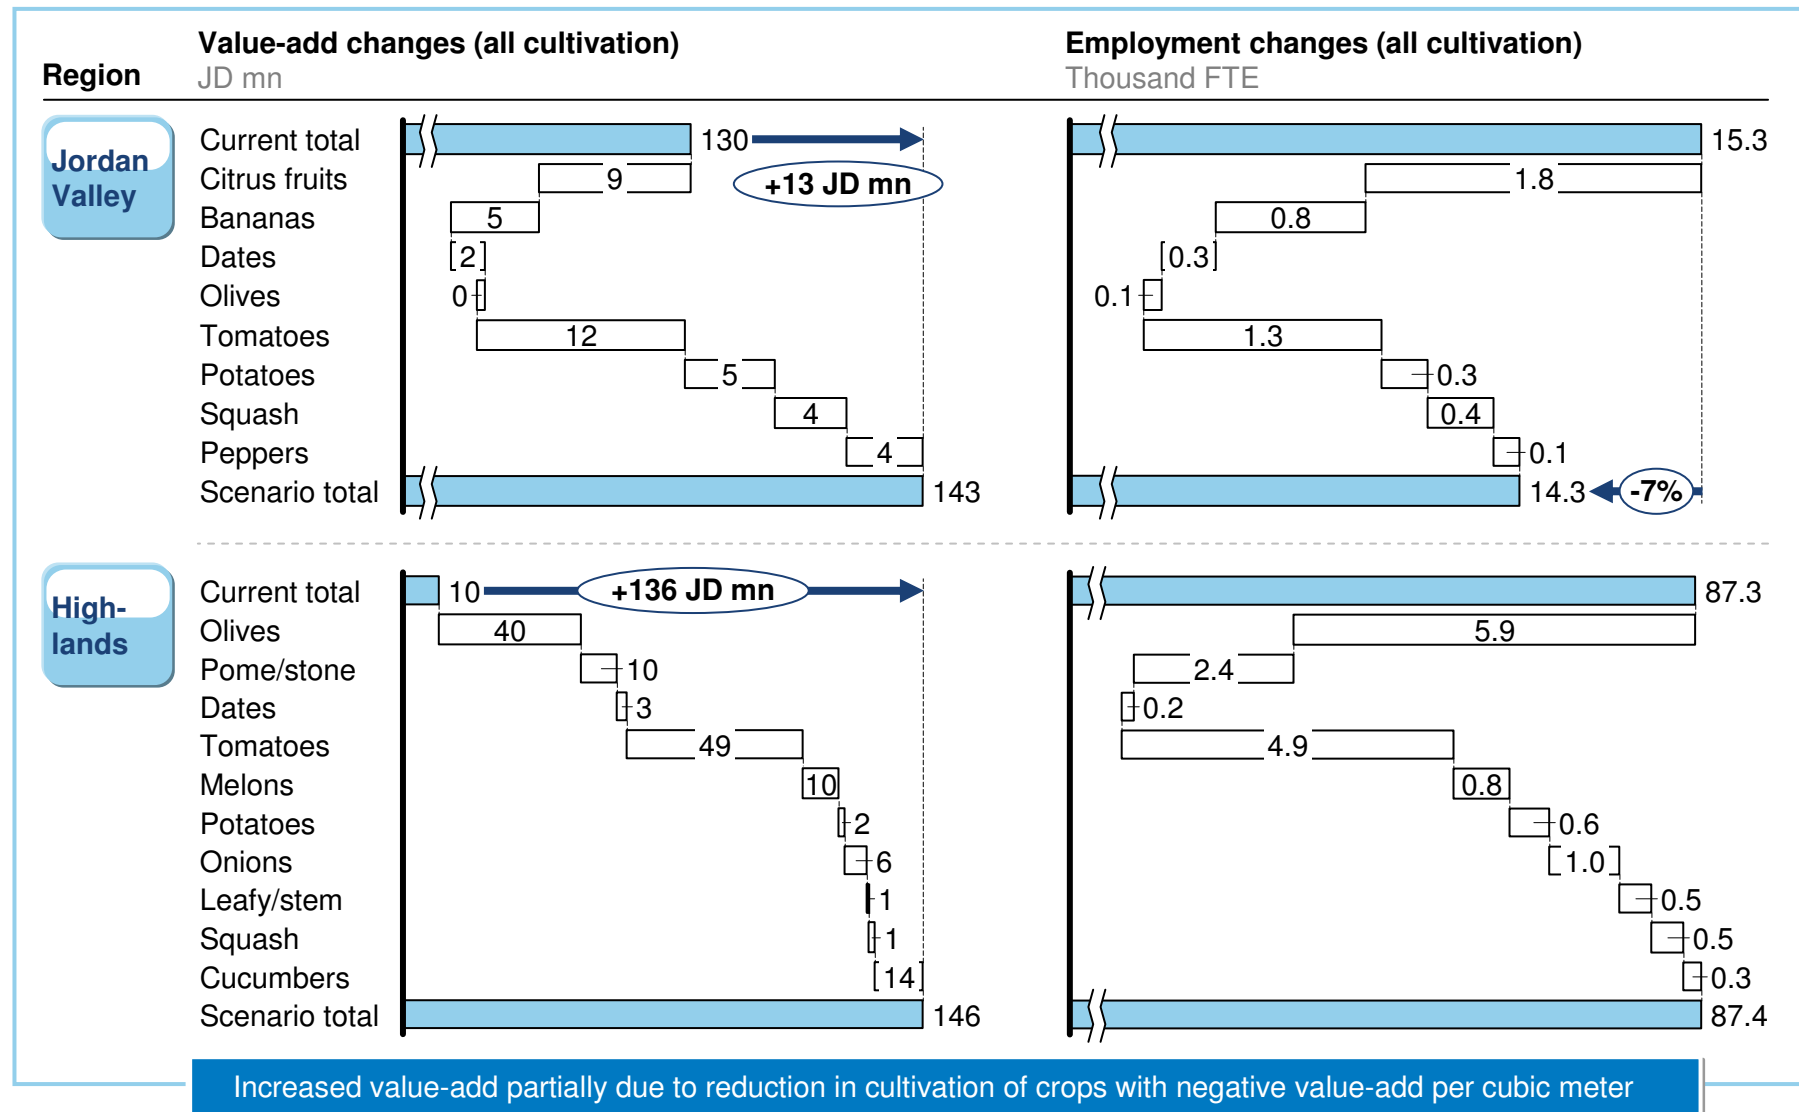 Region
Value-add changes (all cultivation)
JD mn
Employment changes (all cultivation)
Thousand FTE
Jordan
Valley
Current total 130 15.3
+13 JD mn
Citrus fruits 9 1.8
Bananas 5 0.8
Dates 2 0.3
Olives 0 0.1
Tomatoes 12 1.3
Potatoes 5 0.3
Squash 4 0.4
Peppers 4 0.1
Scenario total 143 14.3 -7%
High-
lands
Current total 10 +136 JD mn 87.3
Olives 40 5.9
Pome/stone 10 2.4
Dates 3 0.2
Tomatoes 49 4.9
Melons 10 0.8
Potatoes 2 0.6
Onions 6 1.0
Leafy/stem 1 0.5
Squash 1 0.5
Cucumbers 14 0.3
Scenario total 146 87.4
Increased value-add partially due to reduction in cultivation of crops with negative value-add per cubic meter